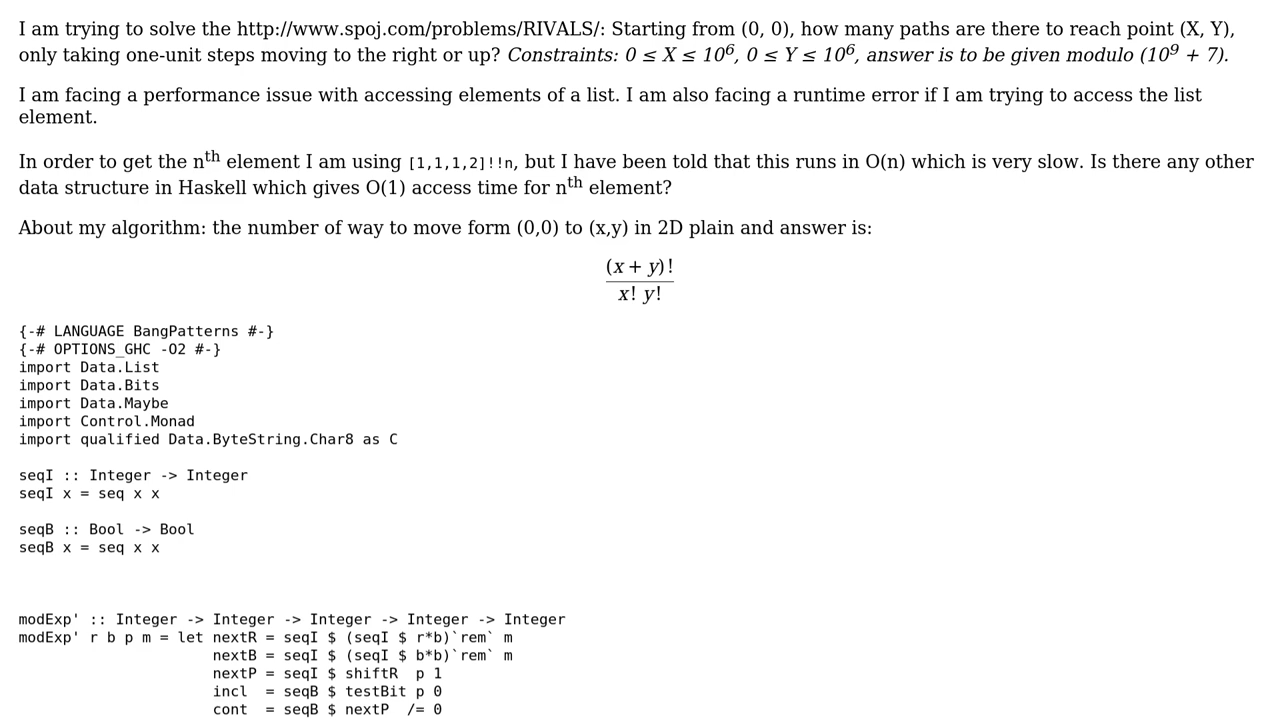 I am trying to solve the http://www.spoj.com/problems/RIVALS/: Starting from (0, 0), how many paths are there to reach point (X, Y),
only taking one-unit steps moving to the right or up? Constraints: 0 ≤ X ≤ 10⁶, 0 ≤ Y ≤ 10⁶, answer is to be given modulo (10⁹ + 7).
I am facing a performance issue with accessing elements of a list. I am also facing a runtime error if I am trying to access the list
element.
In order to get the nᵗʰ element I am using [1,1,1,2]!!n, but I have been told that this runs in O(n) which is very slow. Is there any other
data structure in Haskell which gives O(1) access time for nᵗʰ element?
About my algorithm: the number of way to move form (0,0) to (x,y) in 2D plain and answer is:
(x + y)!
x! y!
{-# LANGUAGE BangPatterns #-}
{-# OPTIONS_GHC -O2 #-}
import Data.List
import Data.Bits
import Data.Maybe
import Control.Monad
import qualified Data.ByteString.Char8 as C
seqI :: Integer -> Integer
seqI x = seq x x
seqB :: Bool -> Bool
seqB x = seq x x
modExp' :: Integer -> Integer -> Integer -> Integer -> Integer
modExp' r b p m = let nextR = seqI $ (seqI $ r*b)`rem` m
                      nextB = seqI $ (seqI $ b*b)`rem` m
                      nextP = seqI $ shiftR  p 1
                      incl  = seqB $ testBit p 0
                      cont  = seqB $ nextP  /= 0